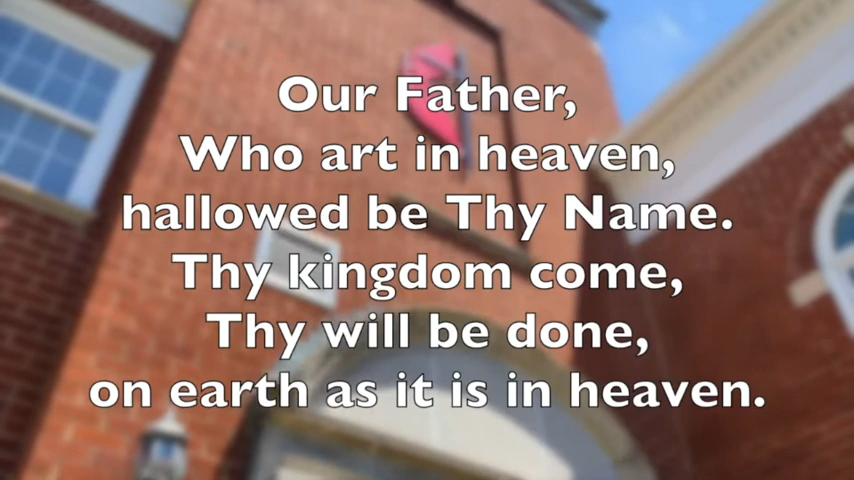 Our Father,
Who art in heaven,
hallowed be Thy Name.
Thy kingdom come,
Thy will be done,
on earth as it is in heaven.